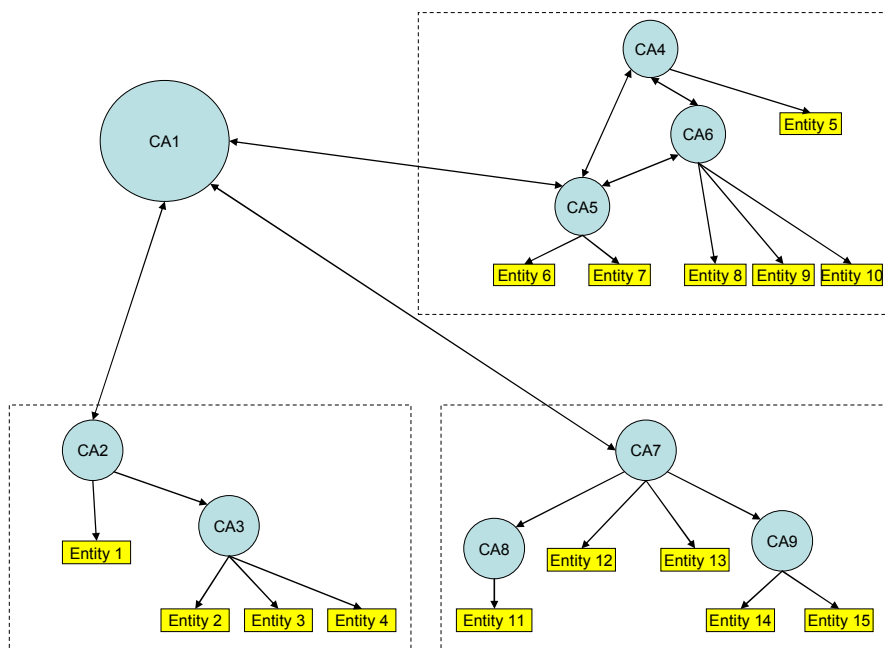 CA4
CA1
CA6
Entity 5
CA5
Entity 6
Entity 7
Entity 8
Entity 9
Entity 10
CA2
CA3
Entity 1
Entity 2
Entity 3
Entity 4
CA7
CA8
Entity 12
Entity 13
CA9
Entity 11
Entity 14
Entity 15